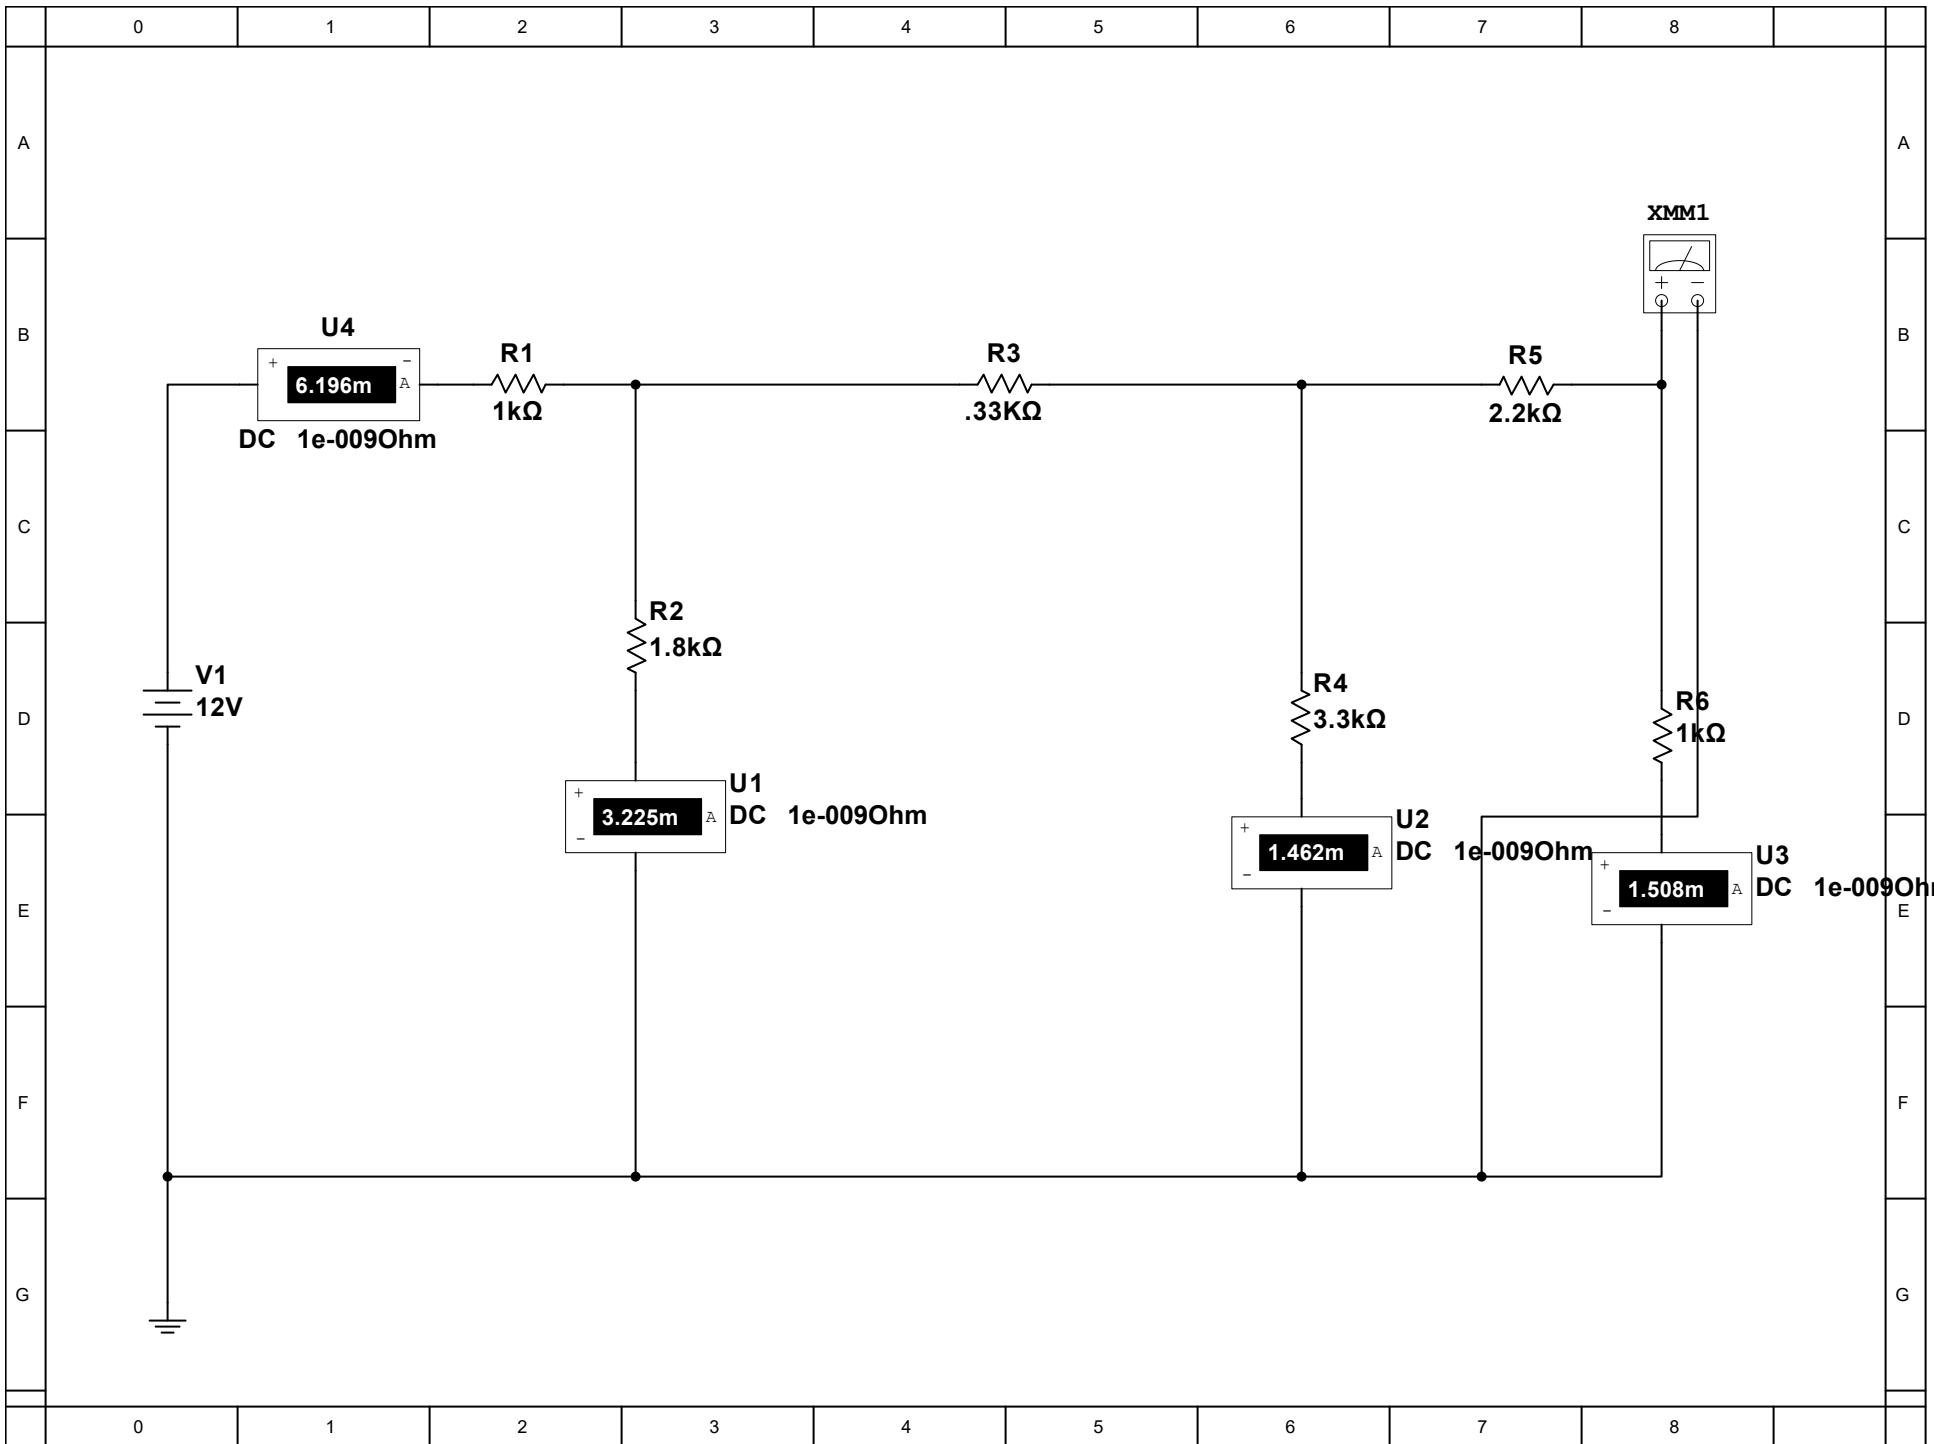 0 1 2 3 4 5 6 7 8
A A
XMM1
+ −
B B
U4
+ −
6.196m A
DC 1e-009Ohm
R1
1kΩ
R3
.33KΩ
R5
2.2kΩ
C C
R2
1.8kΩ
V1
12V
R4
3.3kΩ
R6
1kΩ
D D
U1
+
3.225m A
−
DC 1e-009Ohm
U2
+
1.462m A
−
DC 1e-009Ohm
U3
+
1.508m A
−
DC 1e-009Oh
E E
F F
G G
0 1 2 3 4 5 6 7 8